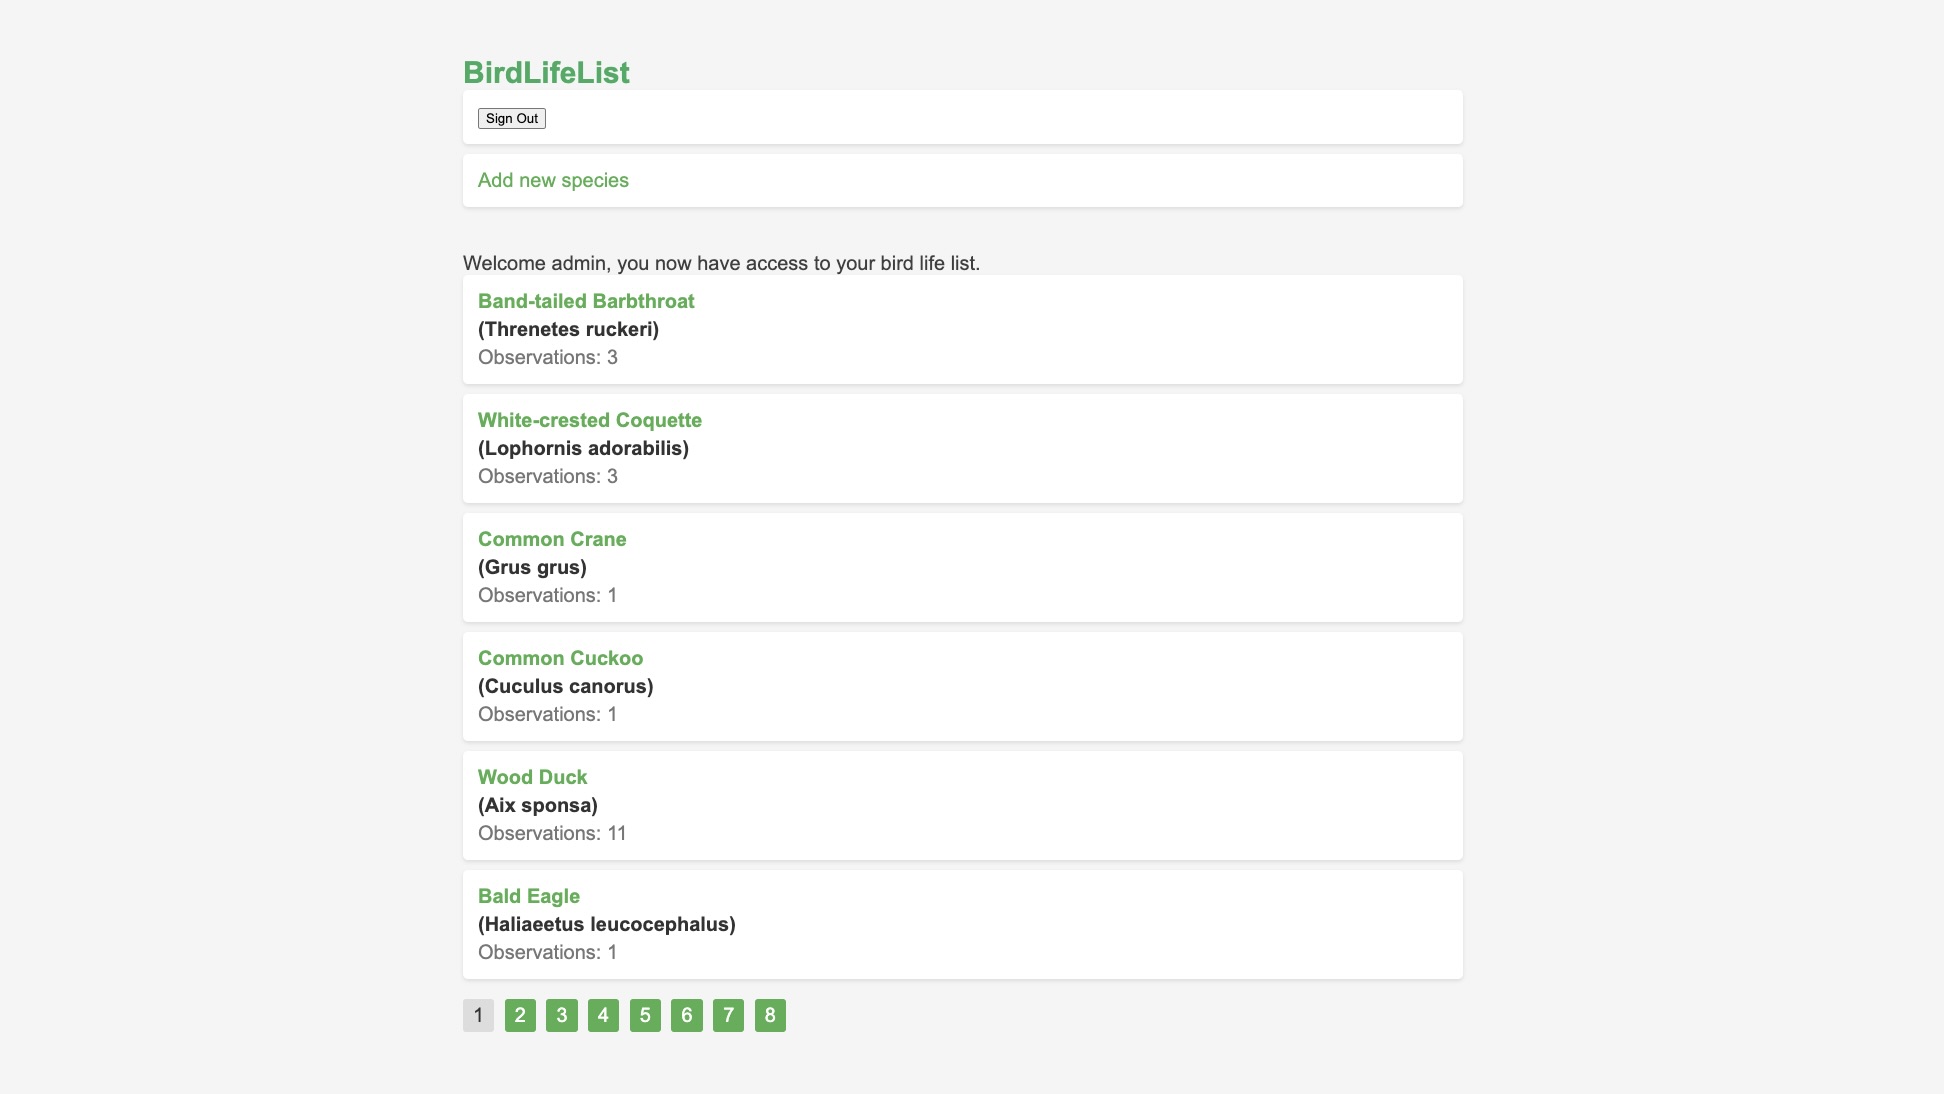 BirdLifeList
Sign Out
Add new species
Welcome admin, you now have access to your bird life list.
Band-tailed Barbthroat
(Threnetes ruckeri)
Observations: 3
White-crested Coquette
(Lophornis adorabilis)
Observations: 3
Common Crane
(Grus grus)
Observations: 1
Common Cuckoo
(Cuculus canorus)
Observations: 1
Wood Duck
(Aix sponsa)
Observations: 11
Bald Eagle
(Haliaeetus leucocephalus)
Observations: 1
1 2 3 4 5 6 7 8